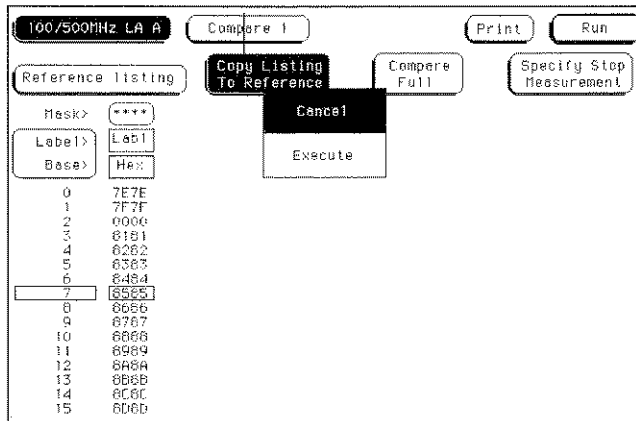 100/500MHz LA A Compare 1 Print Run
Reference listing Copy Listing To Reference Compare Full Specify Stop Measurement
Mask> ****
Cancel
Label> Lab1
Base> Hex
Execute
0 7E7E
1 7F7F
2 0000
3 8181
4 8282
5 8383
6 8484
7 8585
8 8686
9 8787
10 8888
11 8989
12 8A8A
13 8B8B
14 8C8C
15 8D8D